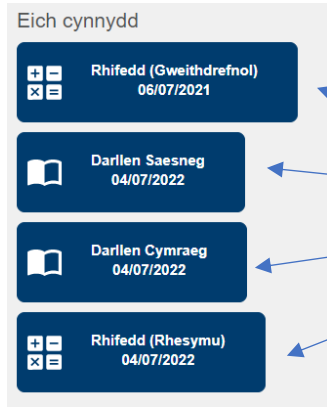 Eich cynnydd
Rhifedd (Gweithdrefnol)
06/07/2021
Darllen Saesneg
04/07/2022
Darllen Cymraeg
04/07/2022
Rhifedd (Rhesymu)
04/07/2022